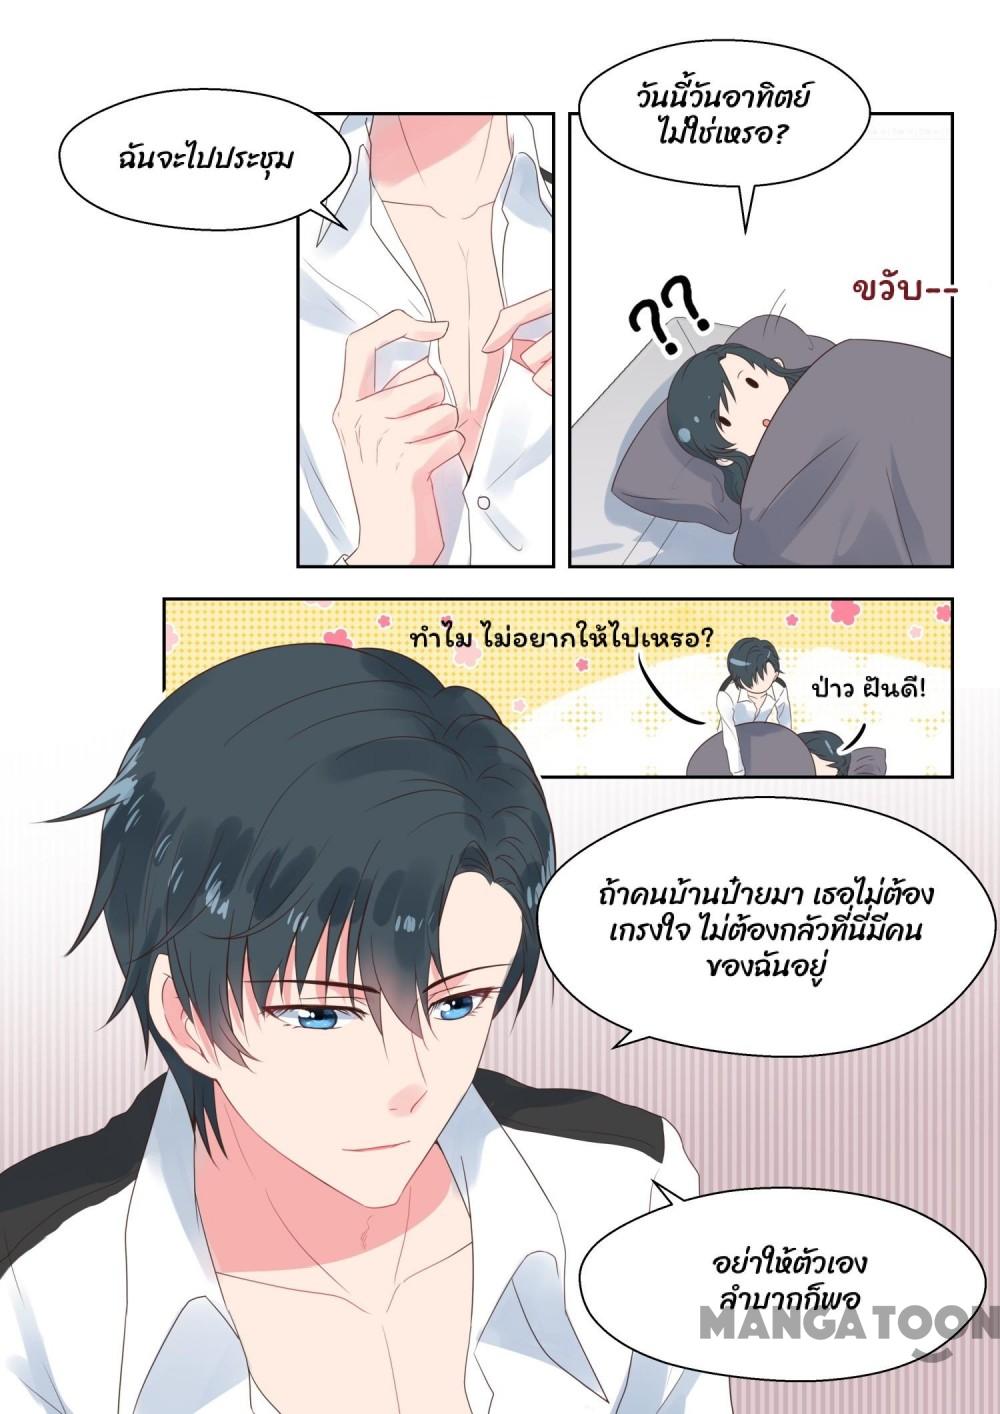 ฉันจะไปประชุม
วันนี้วันอาทิตย์
ไม่ใช่เหรอ?
??
ขวับ--
ทำไม ไม่อยากให้ไปเหรอ?
ป่าว ฝันดี!
ถ้าคนบ้านป๋ายมา เธอไม่ต้อง
เกรงใจ ไม่ต้องกลัวที่นี่มีคน
ของฉันอยู่
อย่าให้ตัวเอง
ลำบากก็พอ
MANGATOON